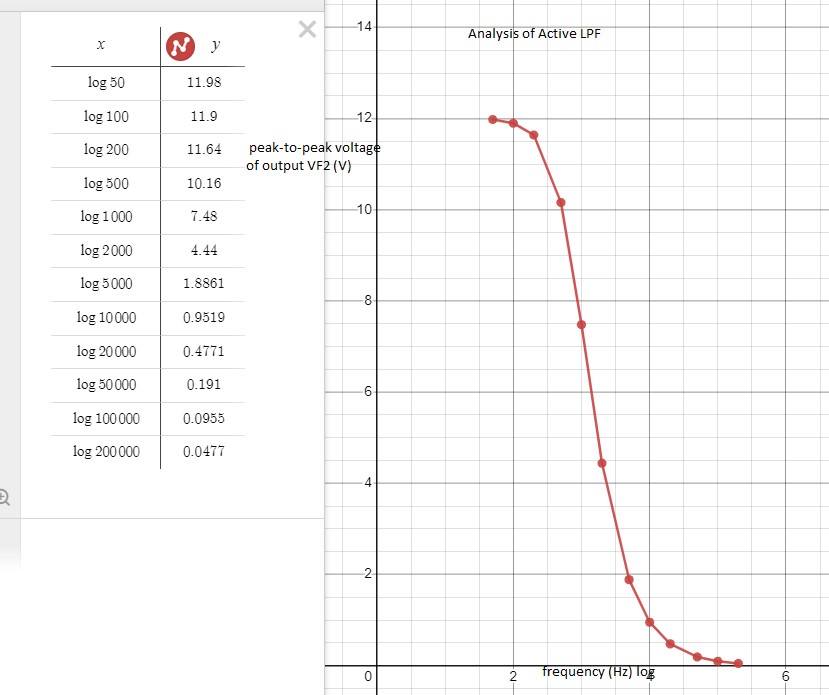 x y
log 50 11.98
log 100 11.9
log 200 11.64
log 500 10.16
log 1000 7.48
log 2000 4.44
log 5000 1.8861
log 10000 0.9519
log 20000 0.4771
log 50000 0.191
log 100000 0.0955
log 200000 0.0477
Analysis of Active LPF
peak-to-peak voltage
of output VF2 (V)
14
12
10
8
6
4
2
0 2 4 6
frequency (Hz) log